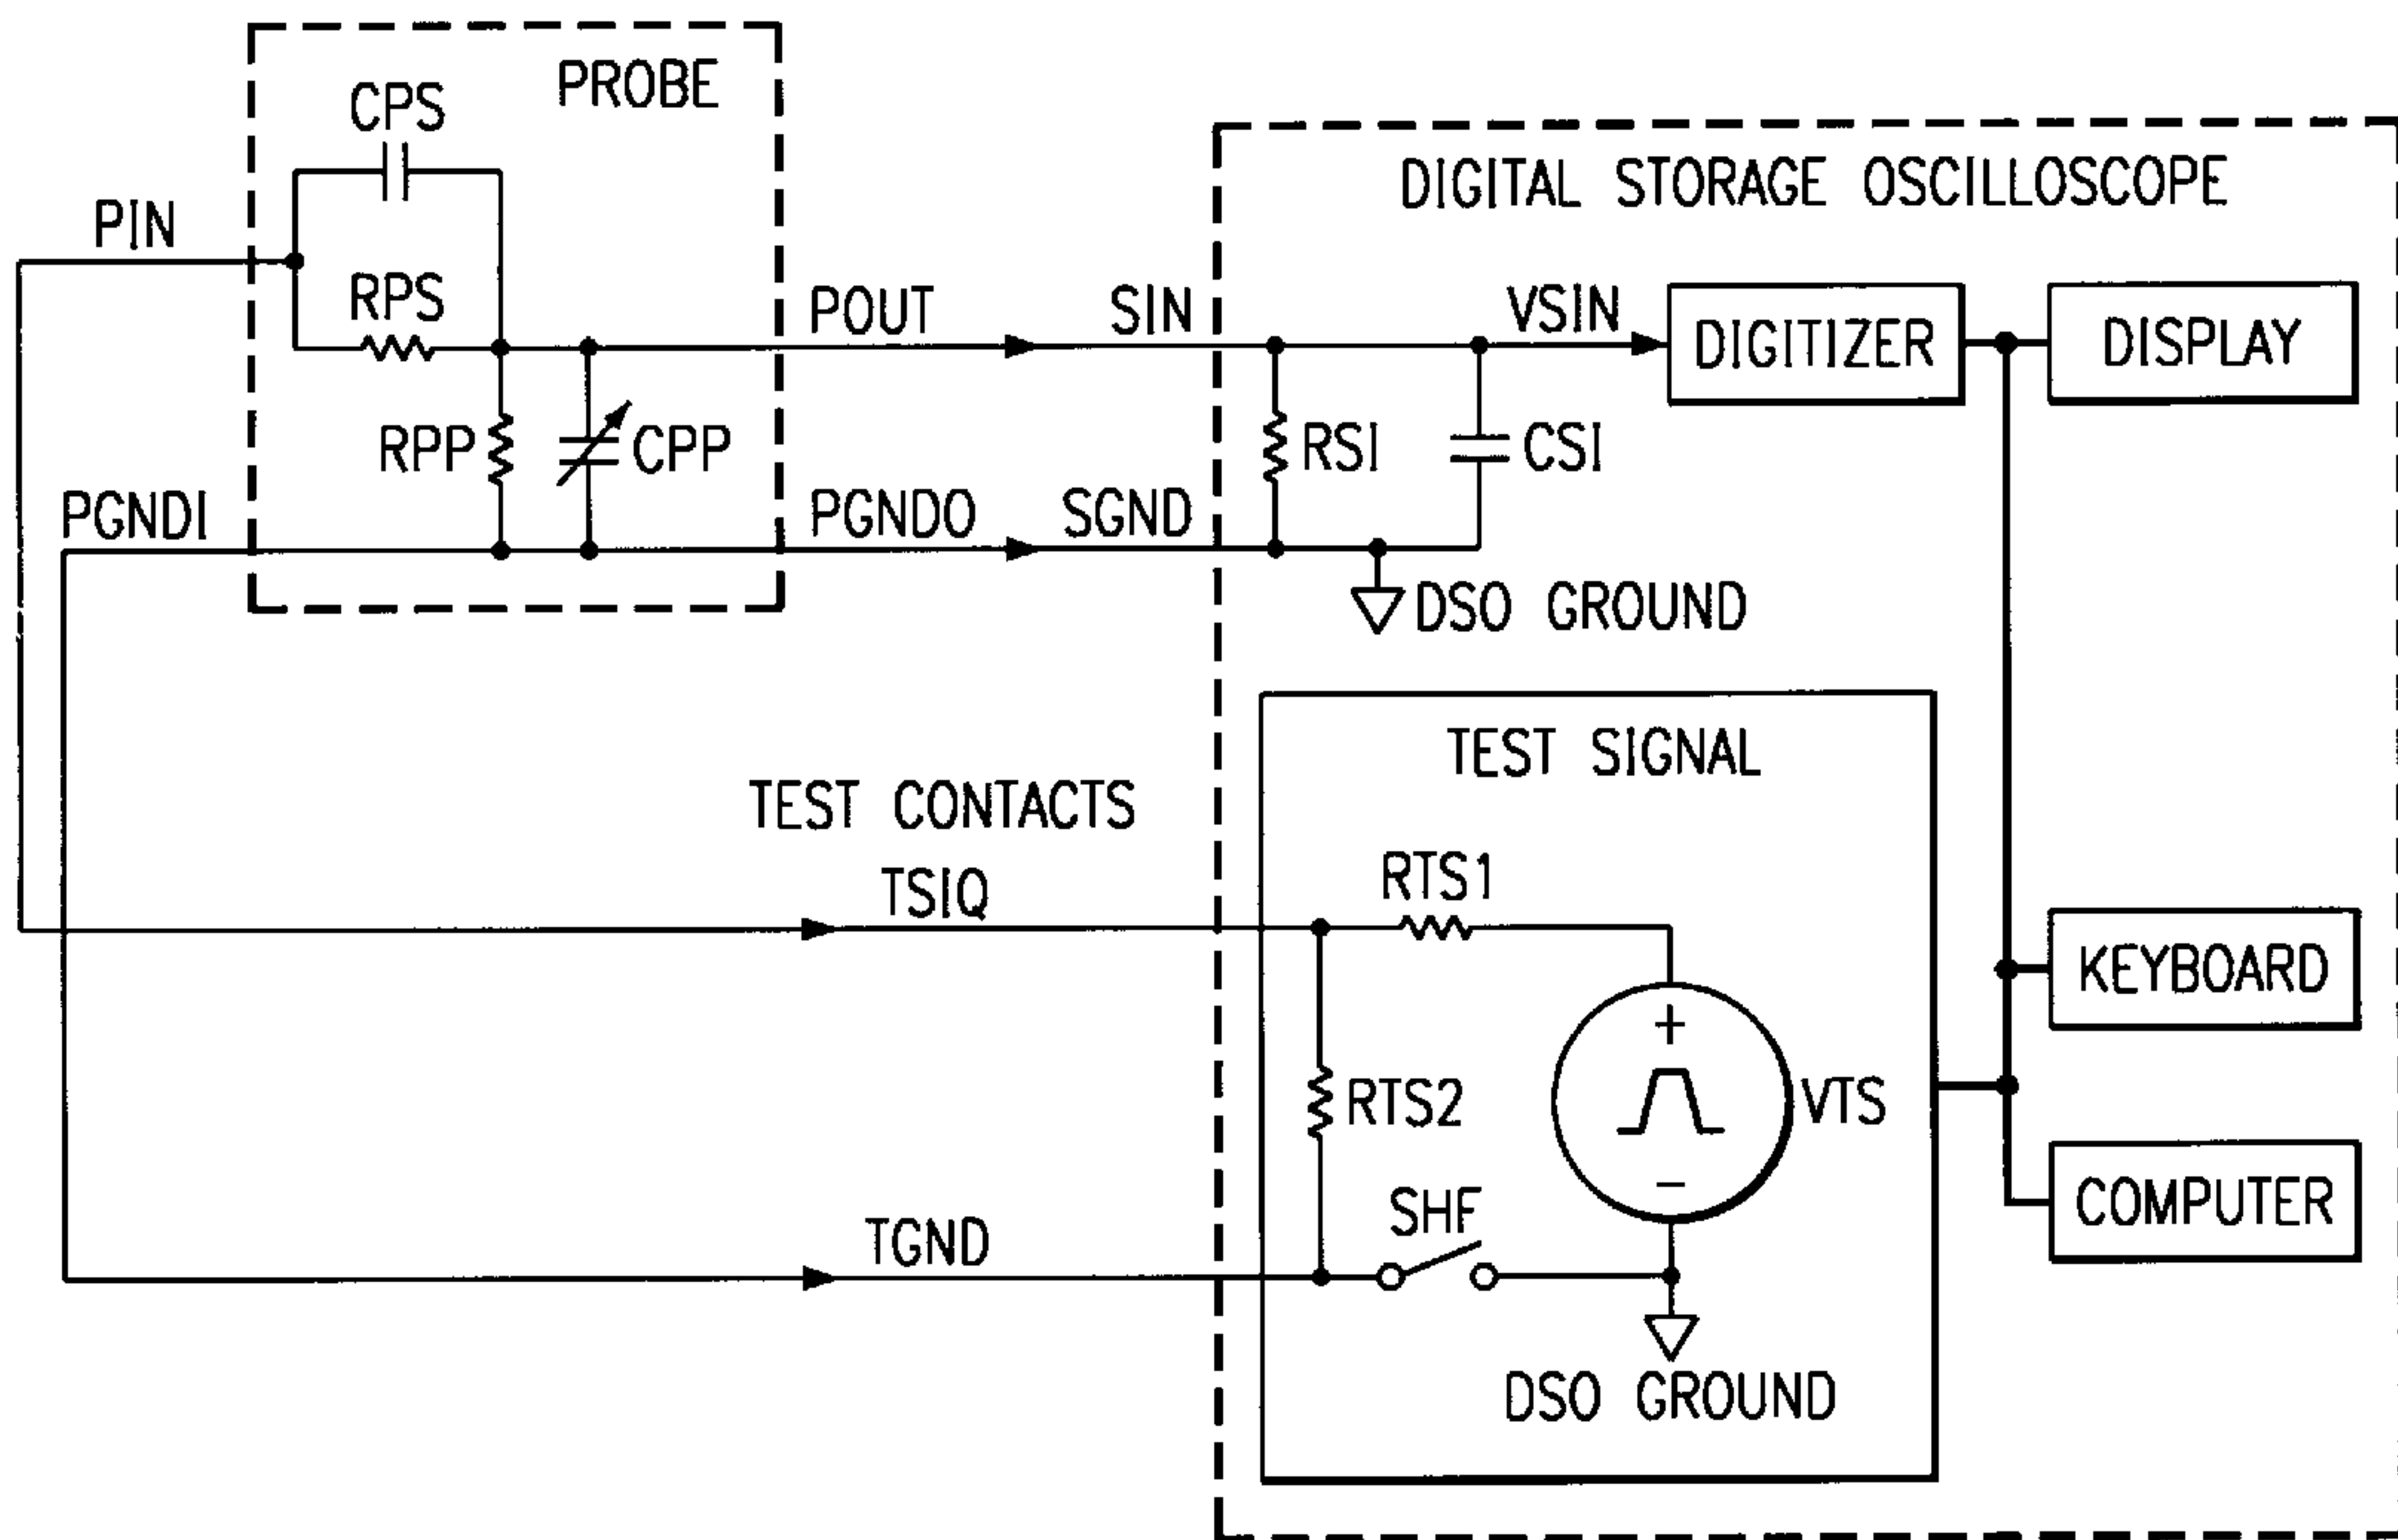 PROBE
CPS
DIGITAL STORAGE OSCILLOSCOPE
PIN
RPS
POUT
SIN
VSIN
DIGITIZER
DISPLAY
RPP
CPP
RSI
CSI
PGNDI
PGNDO
SGND
DSO GROUND
TEST SIGNAL
TEST CONTACTS
TSIQ
RTS1
KEYBOARD
+
RTS2
VTS
−
SHF
COMPUTER
TGND
DSO GROUND